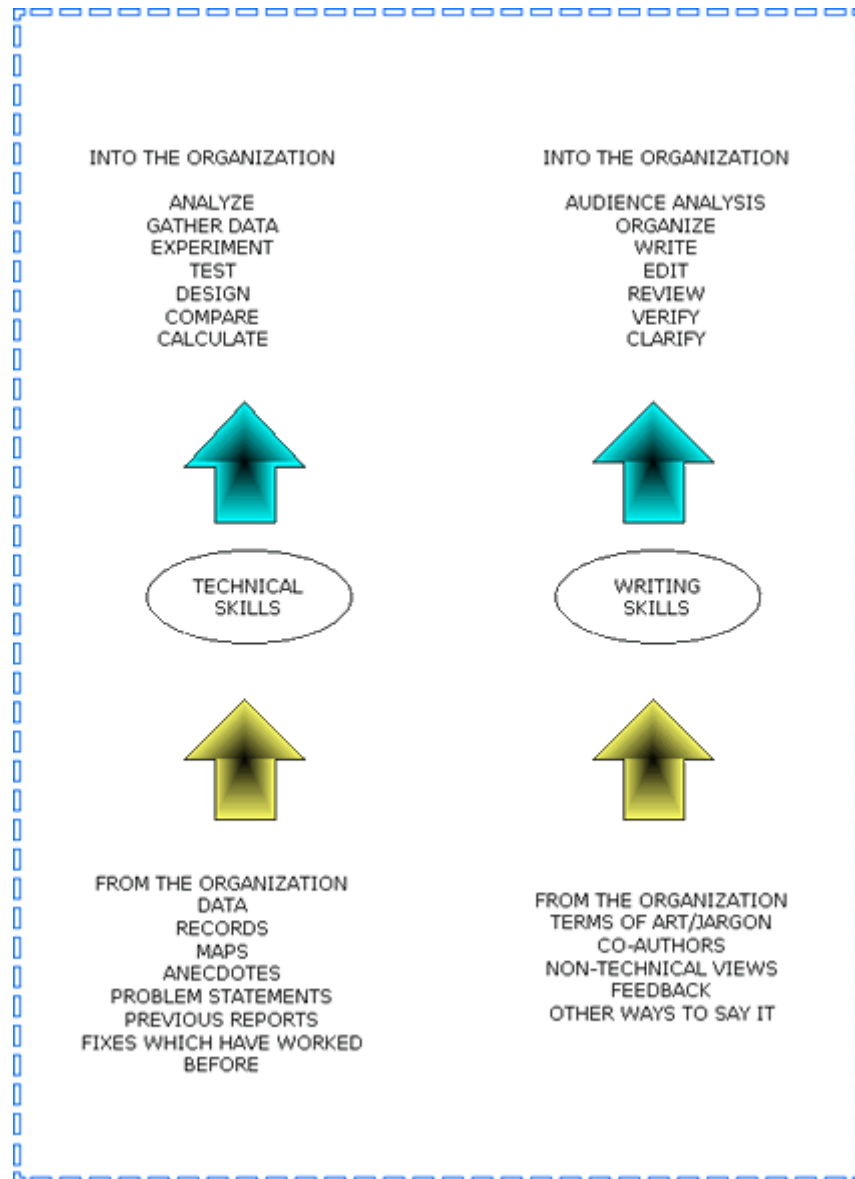 INTO THE ORGANIZATION
ANALYZE
GATHER DATA
EXPERIMENT
TEST
DESIGN
COMPARE
CALCULATE
TECHNICAL
SKILLS
FROM THE ORGANIZATION
DATA
RECORDS
MAPS
ANECDOTES
PROBLEM STATEMENTS
PREVIOUS REPORTS
FIXES WHICH HAVE WORKED
BEFORE
INTO THE ORGANIZATION
AUDIENCE ANALYSIS
ORGANIZE
WRITE
EDIT
REVIEW
VERIFY
CLARIFY
WRITING
SKILLS
FROM THE ORGANIZATION
TERMS OF ART/JARGON
CO-AUTHORS
NON-TECHNICAL VIEWS
FEEDBACK
OTHER WAYS TO SAY IT